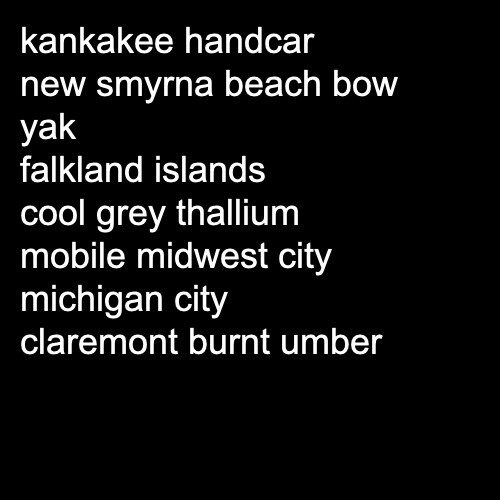 kankakee handcar
new smyrna beach bow
yak
falkland islands
cool grey thallium
mobile midwest city
michigan city
claremont burnt umber